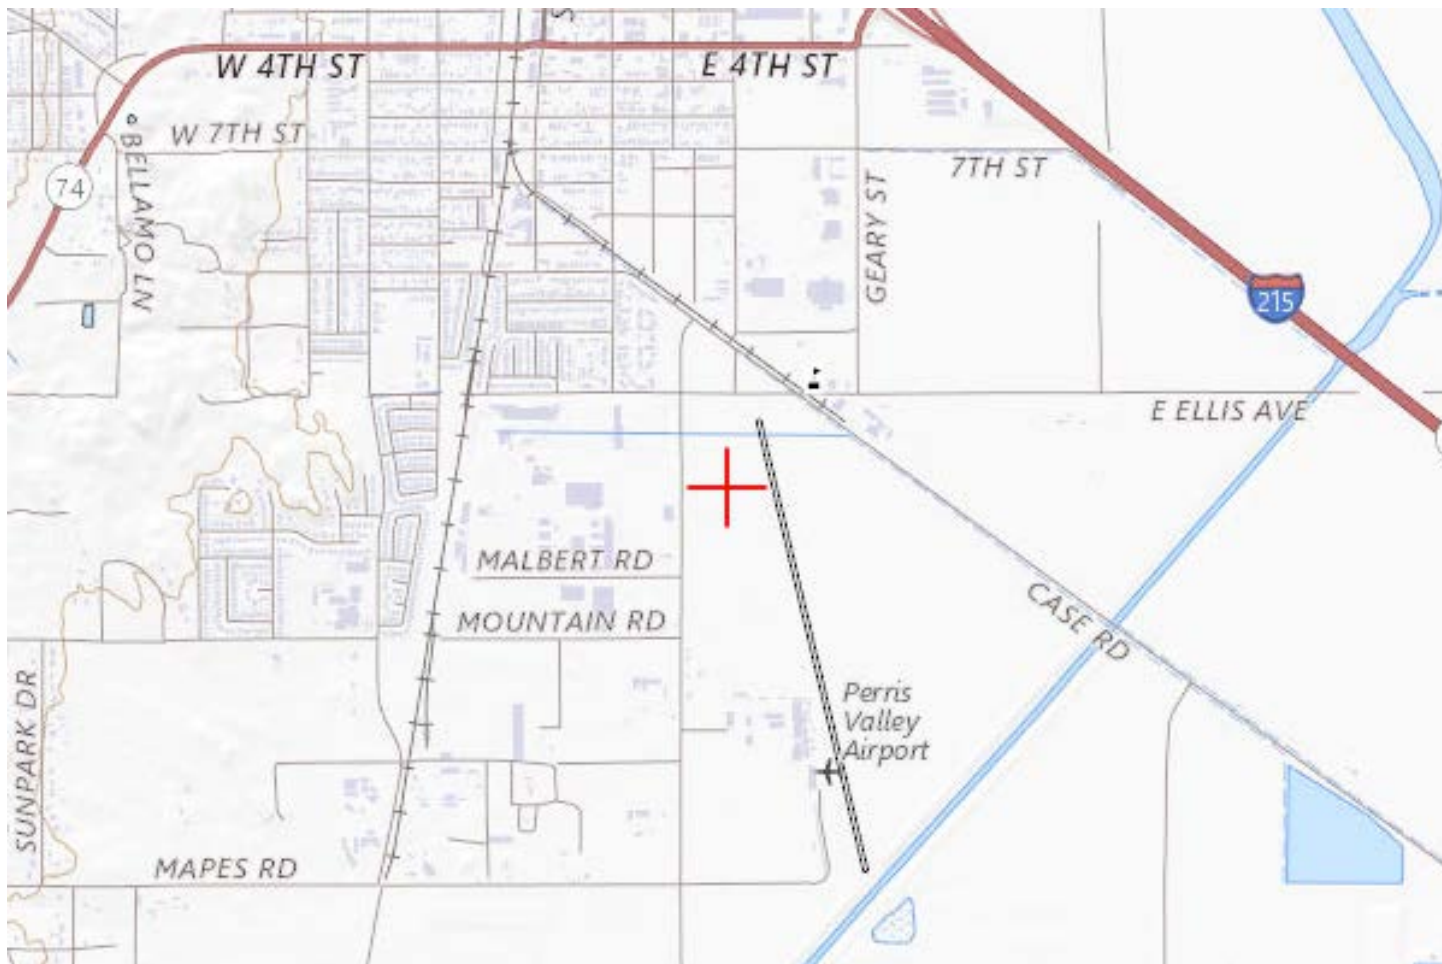 S
W 4TH ST
E 4TH ST
W 7TH ST
7TH ST
BELLAMO LN
74
GEARY ST
215
E ELLIS AVE
MALBERT RD
MOUNTAIN RD
CASE RD
SUNPARK DR
Perris
Valley
Airport
MAPES RD